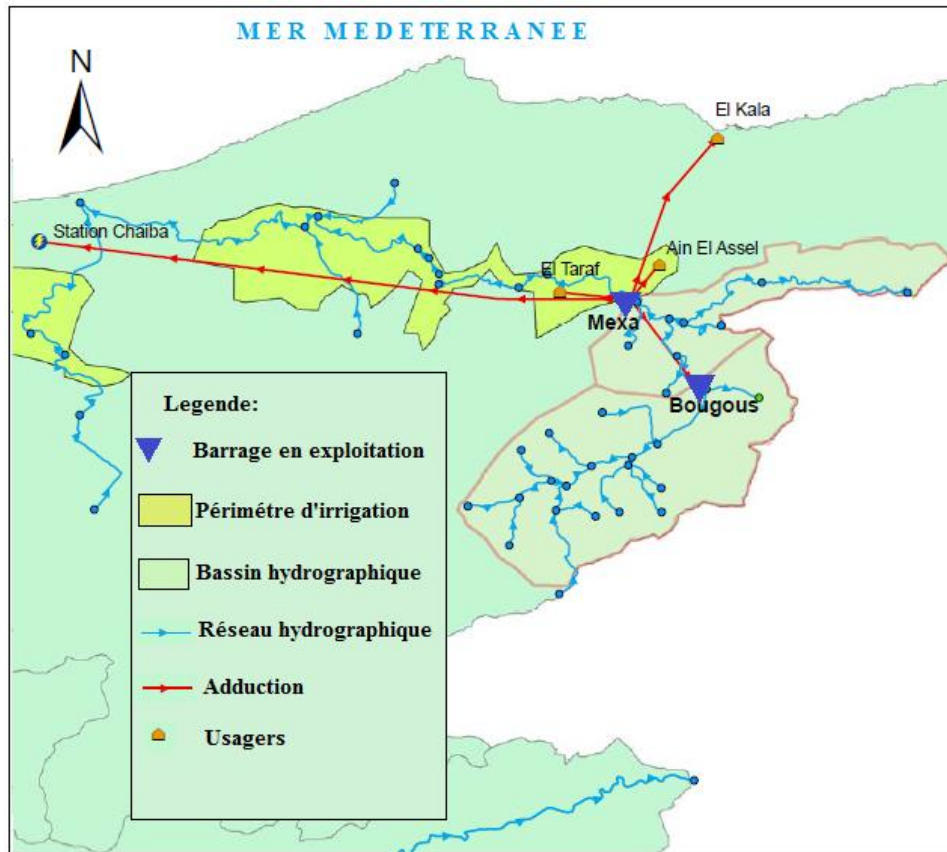 MER MEDETERRANEE
N
El Kala
Station Chaiba
Ain El Assel
El Taraf
Mexa
Bougous
Legende:
Barrage en exploitation
Périmétre d'irrigation
Bassin hydrographique
Réseau hydrographique
Adduction
Usagers